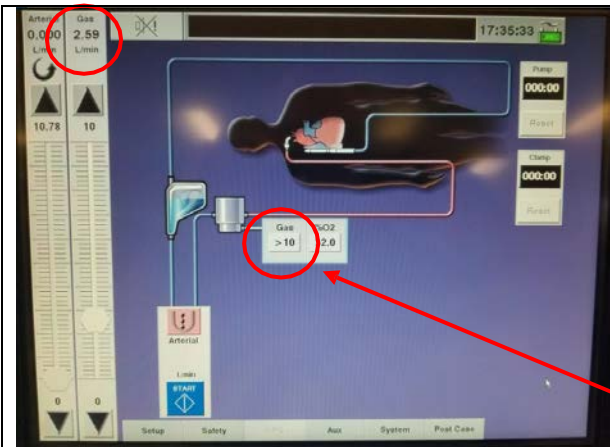 Arterial Gas
0,000 2.59
L/min L/min
17:35:33
10,78 10
Pump
000:00
Reset
Clamp
000:00
Reset
Gas
>10 2.0
Arterial
L/min
START
0 0
Setup Safety Aux System Post Case